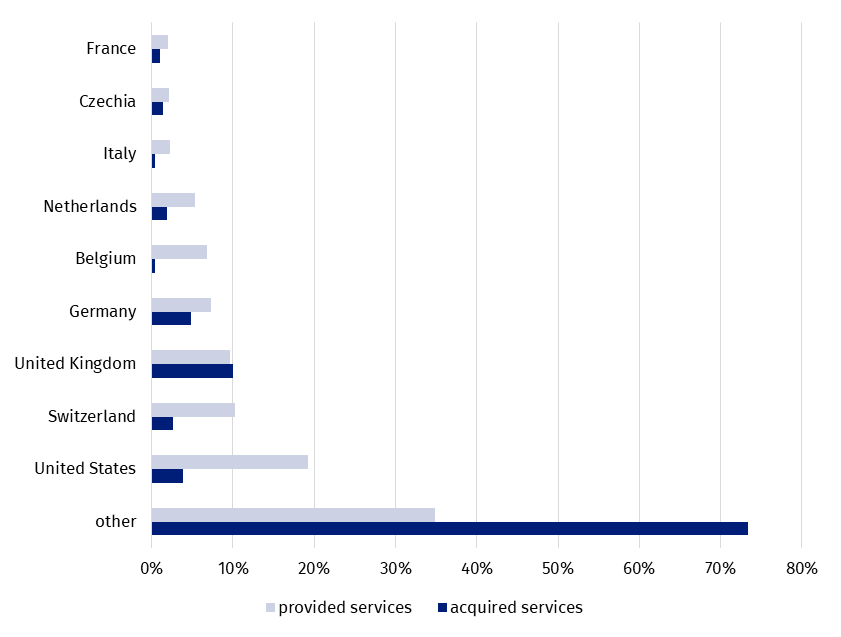 France
Czechia
Italy
Netherlands
Belgium
Germany
United Kingdom
Switzerland
United States
other
0% 10% 20% 30% 40% 50% 60% 70% 80%
provided services acquired services